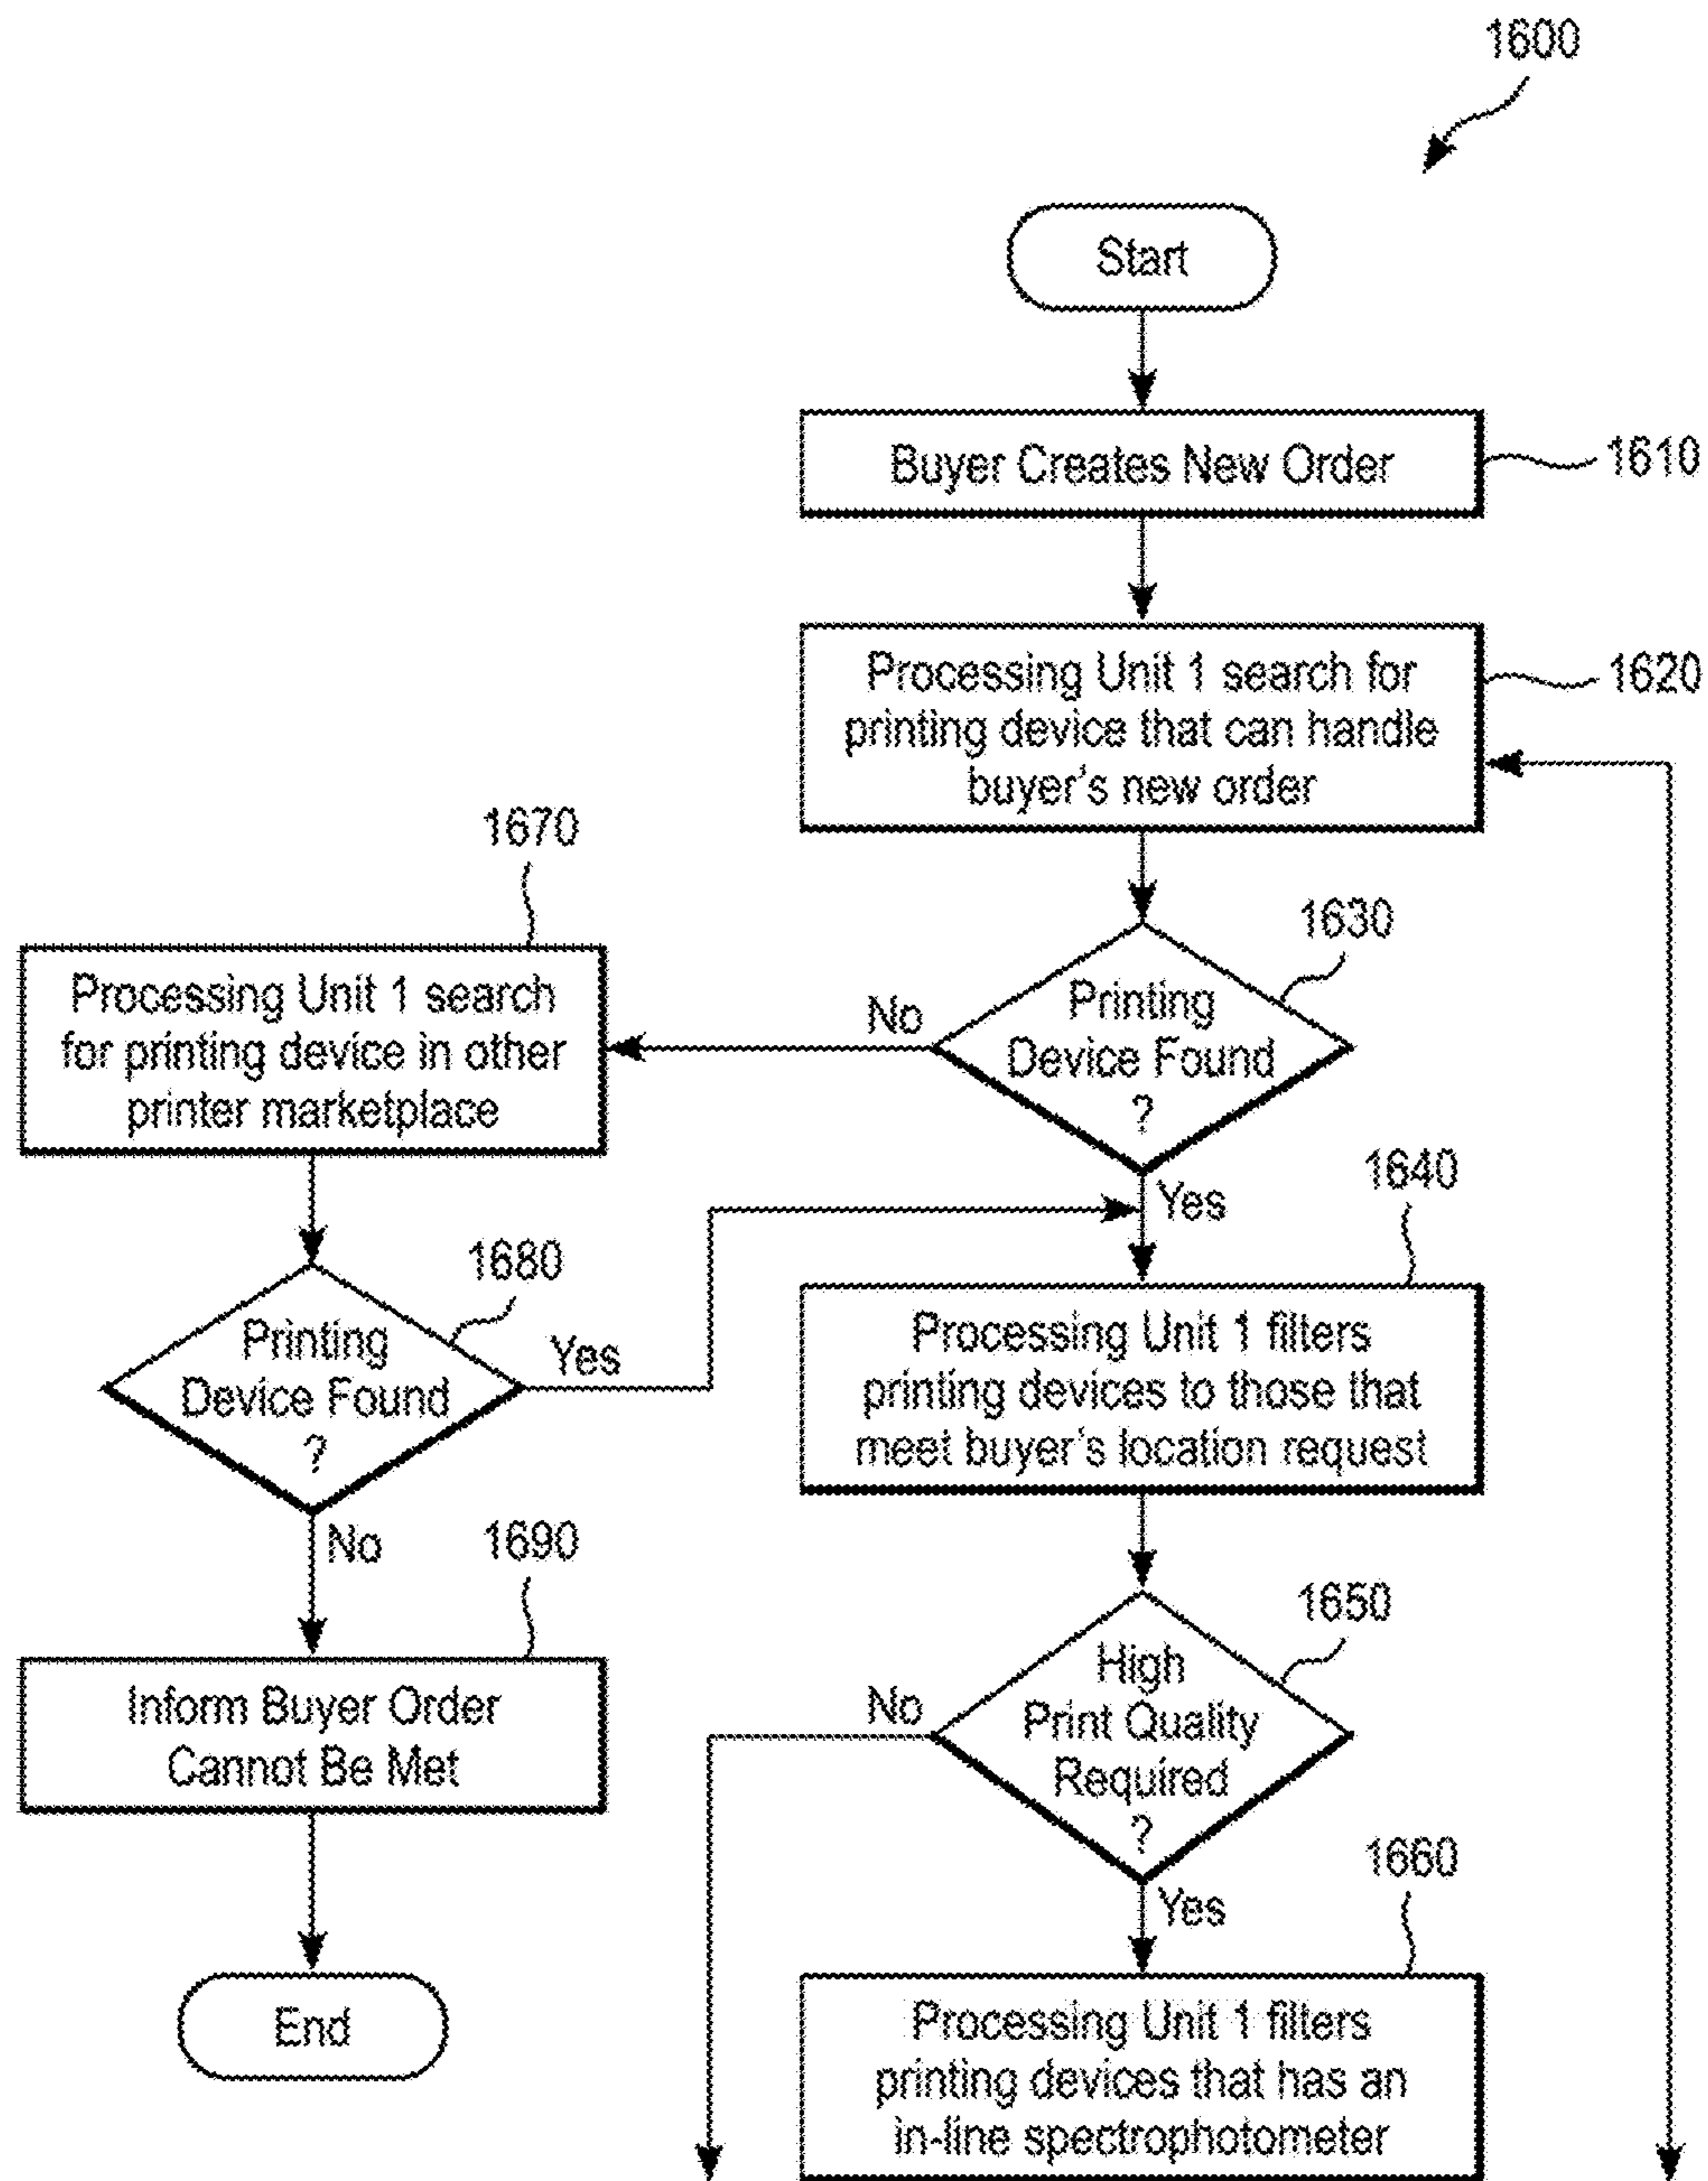 1600
Start
Buyer Creates New Order
1610
Processing Unit 1 search for
printing device that can handle
buyer's new order
1620
1670
Processing Unit 1 search
for printing device in other
printer marketplace
1630
Printing
Device Found
?
No
Yes
1680
Printing
Device Found
?
Yes
No
1640
Processing Unit 1 filters
printing devices to those that
meet buyer's location request
1690
Inform Buyer Order
Cannot Be Met
End
1650
High
Print Quality
Required
?
No
Yes
1660
Processing Unit 1 filters
printing devices that has an
in-line spectrophotometer